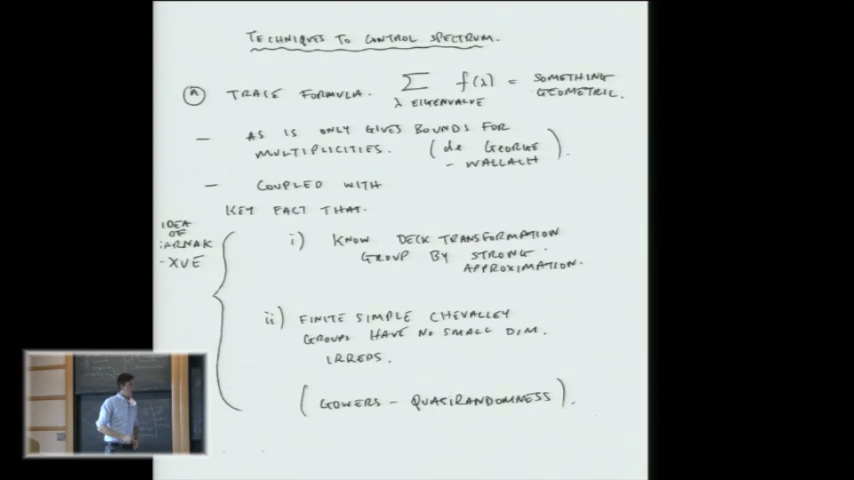 TECHNIQUES TO CONTROL SPECTRUM.
(A) TRACE FORMULA. ∑ f(λ) = SOMETHING
λ EIGENVALUE GEOMETRIC.
— AS IS ONLY GIVES BOUNDS FOR
MULTIPLICITIES. (de GEORGE
- WALLACH).
— COUPLED WITH
KEY FACT THAT.
IDEA
OF
SARNAK
-XUE
i) KNOW DECK TRANSFORMATION
GROUP BY STRONG
APPROXIMATION.
ii) FINITE SIMPLE CHEVALLEY
GROUPS HAVE NO SMALL DIM.
IRREPS.
(GOWERS - QUASIRANDOMNESS).